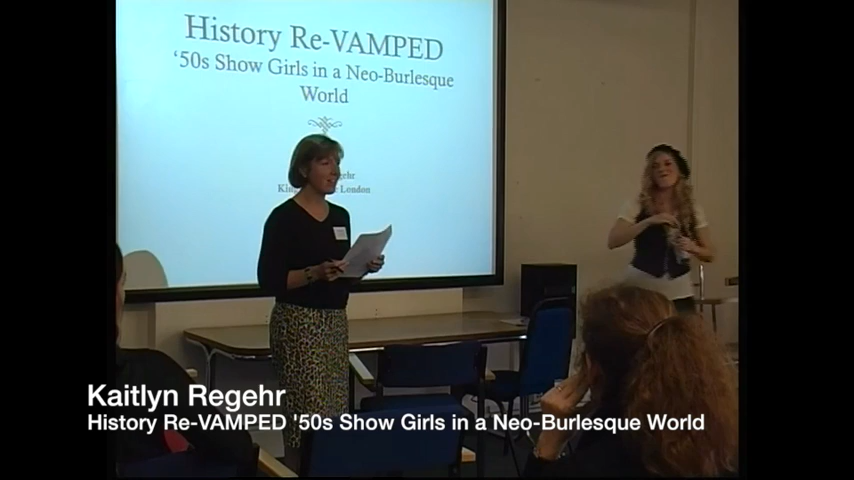 History Re-VAMPED
‘50s Show Girls in a Neo-Burlesque
World
London
Kaitlyn Regehr
History Re-VAMPED '50s Show Girls in a Neo-Burlesque World